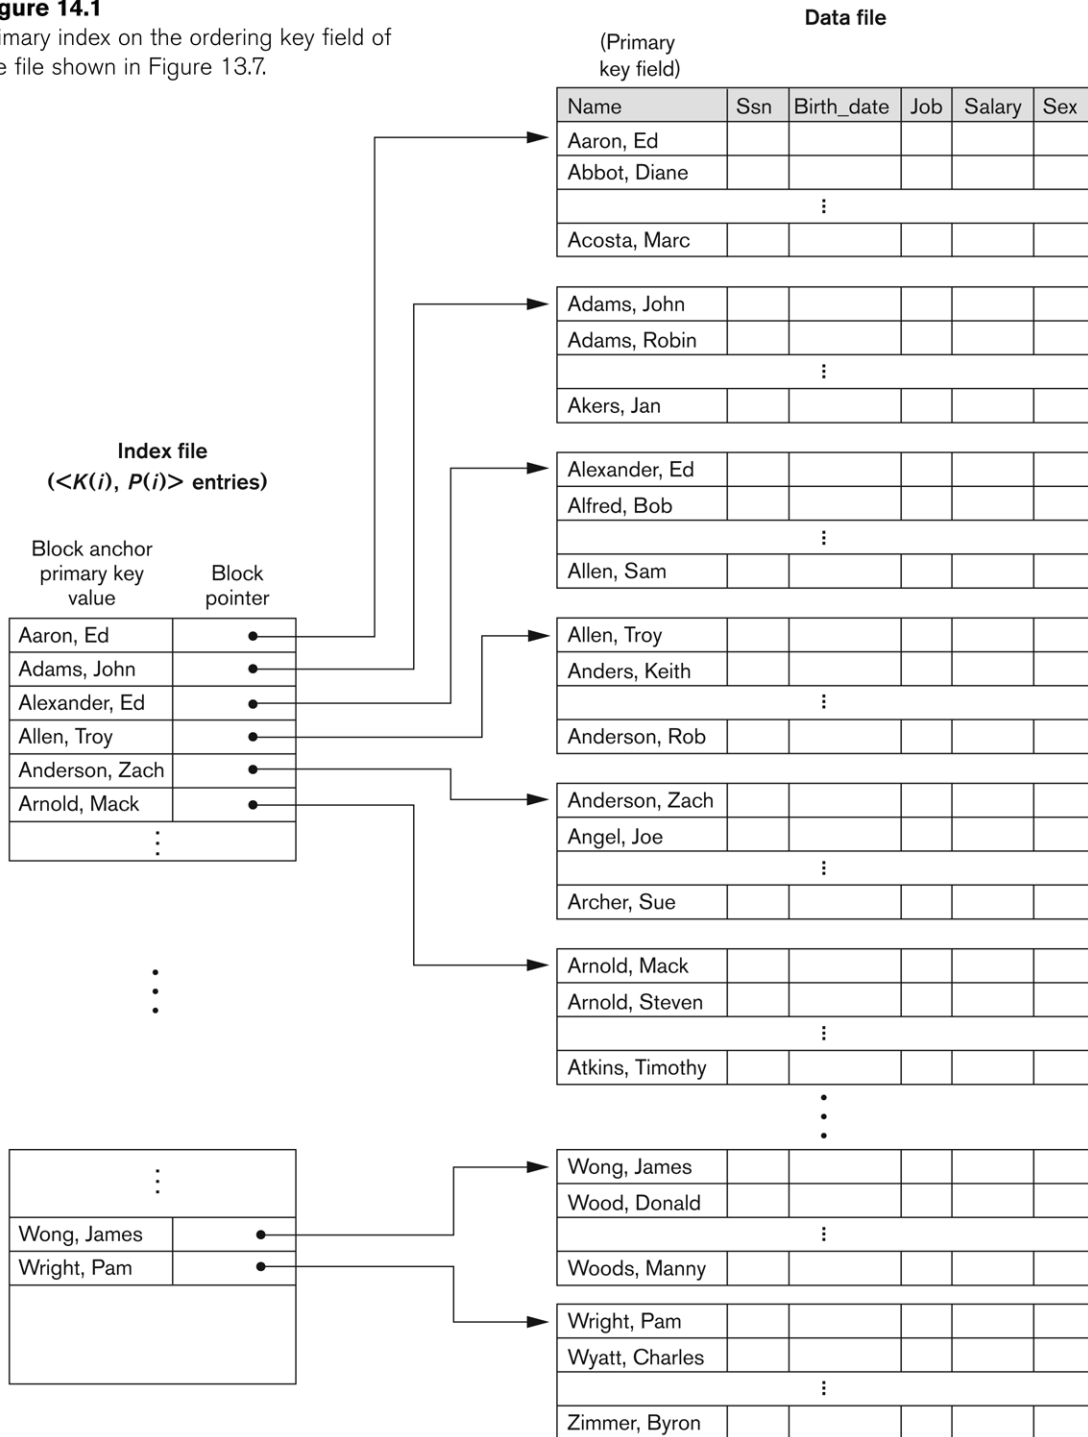 gure 14.1
imary index on the ordering key field of
e file shown in Figure 13.7.
Data file
(Primary
key field)
Name Ssn Birth_date Job Salary Sex
Aaron, Ed
Abbot, Diane
Acosta, Marc
Adams, John
Adams, Robin
Akers, Jan
Alexander, Ed
Alfred, Bob
Allen, Sam
Allen, Troy
Anders, Keith
Anderson, Rob
Anderson, Zach
Angel, Joe
Archer, Sue
Arnold, Mack
Arnold, Steven
Atkins, Timothy
Wong, James
Wood, Donald
Woods, Manny
Wright, Pam
Wyatt, Charles
Zimmer, Byron
Index file
(<K(i), P(i)> entries)
Block anchor
primary key
value
Block
pointer
Aaron, Ed
Adams, John
Alexander, Ed
Allen, Troy
Anderson, Zach
Arnold, Mack
Wong, James
Wright, Pam